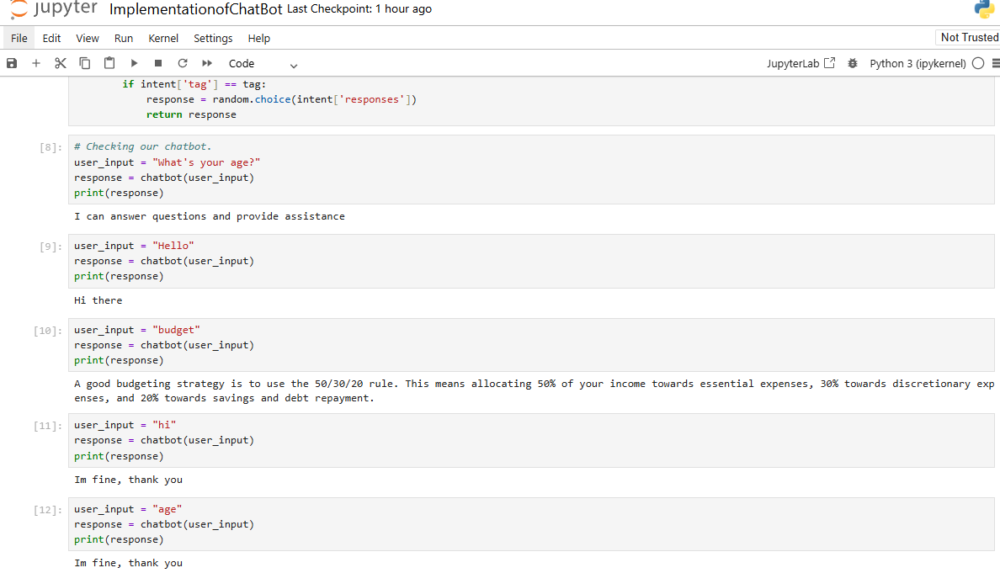 jupyter ImplementationofChatBot Last Checkpoint: 1 hour ago
File Edit View Run Kernel Settings Help Not Trusted
Code JupyterLab Python 3 (ipykernel)
if intent['tag'] == tag:
response = random.choice(intent['responses'])
return response
[8]: # Checking our chatbot.
user_input = "What's your age?"
response = chatbot(user_input)
print(response)
I can answer questions and provide assistance
[9]: user_input = "Hello"
response = chatbot(user_input)
print(response)
Hi there
[10]: user_input = "budget"
response = chatbot(user_input)
print(response)
A good budgeting strategy is to use the 50/30/20 rule. This means allocating 50% of your income towards essential expenses, 30% towards discretionary exp
enses, and 20% towards savings and debt repayment.
[11]: user_input = "hi"
response = chatbot(user_input)
print(response)
Im fine, thank you
[12]: user_input = "age"
response = chatbot(user_input)
print(response)
Im fine, thank you